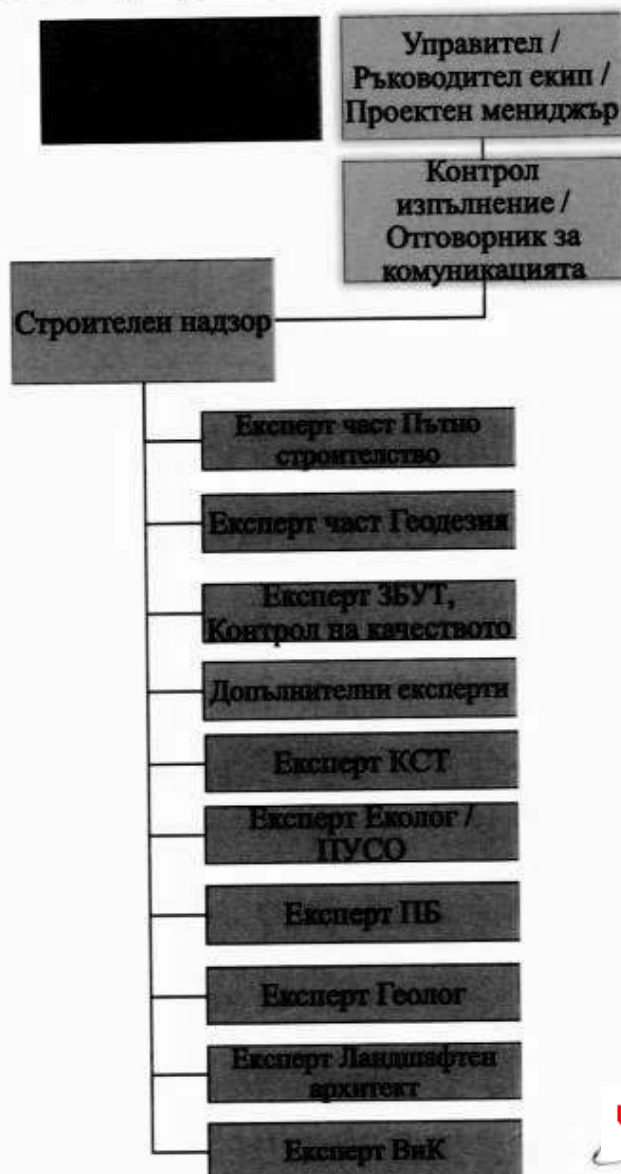 Управител /
Ръководител екип /
Проектен мениджър
Контрол
изпълнение /
Отговорник за
комуникацията
Строителен надзор
Експерт част Пътно
строителство
Експерт част Геодезия
Експерт ЗБУТ,
Контрол на качеството
Допълнителни експерти
Експерт КСТ
Експерт Еколог /
ПУСО
Експерт ПБ
Експерт Геолог
Експерт Ландшафтен
архитект
Експерт ВиК